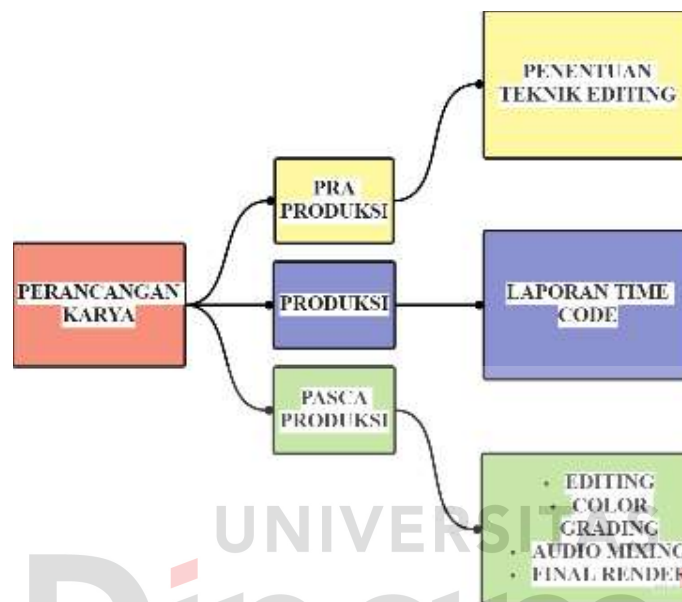 PENENTUAN
TEKNIK EDITING
PRA
PRODUKSI
PERANCANGAN
KARYA
PRODUKSI
LAPORAN TIME
CODE
PASCA
PRODUKSI
• EDITING
• COLOR
GRADING
• AUDIO MIXING
• FINAL RENDER
UNIVERSITAS
Dinamika